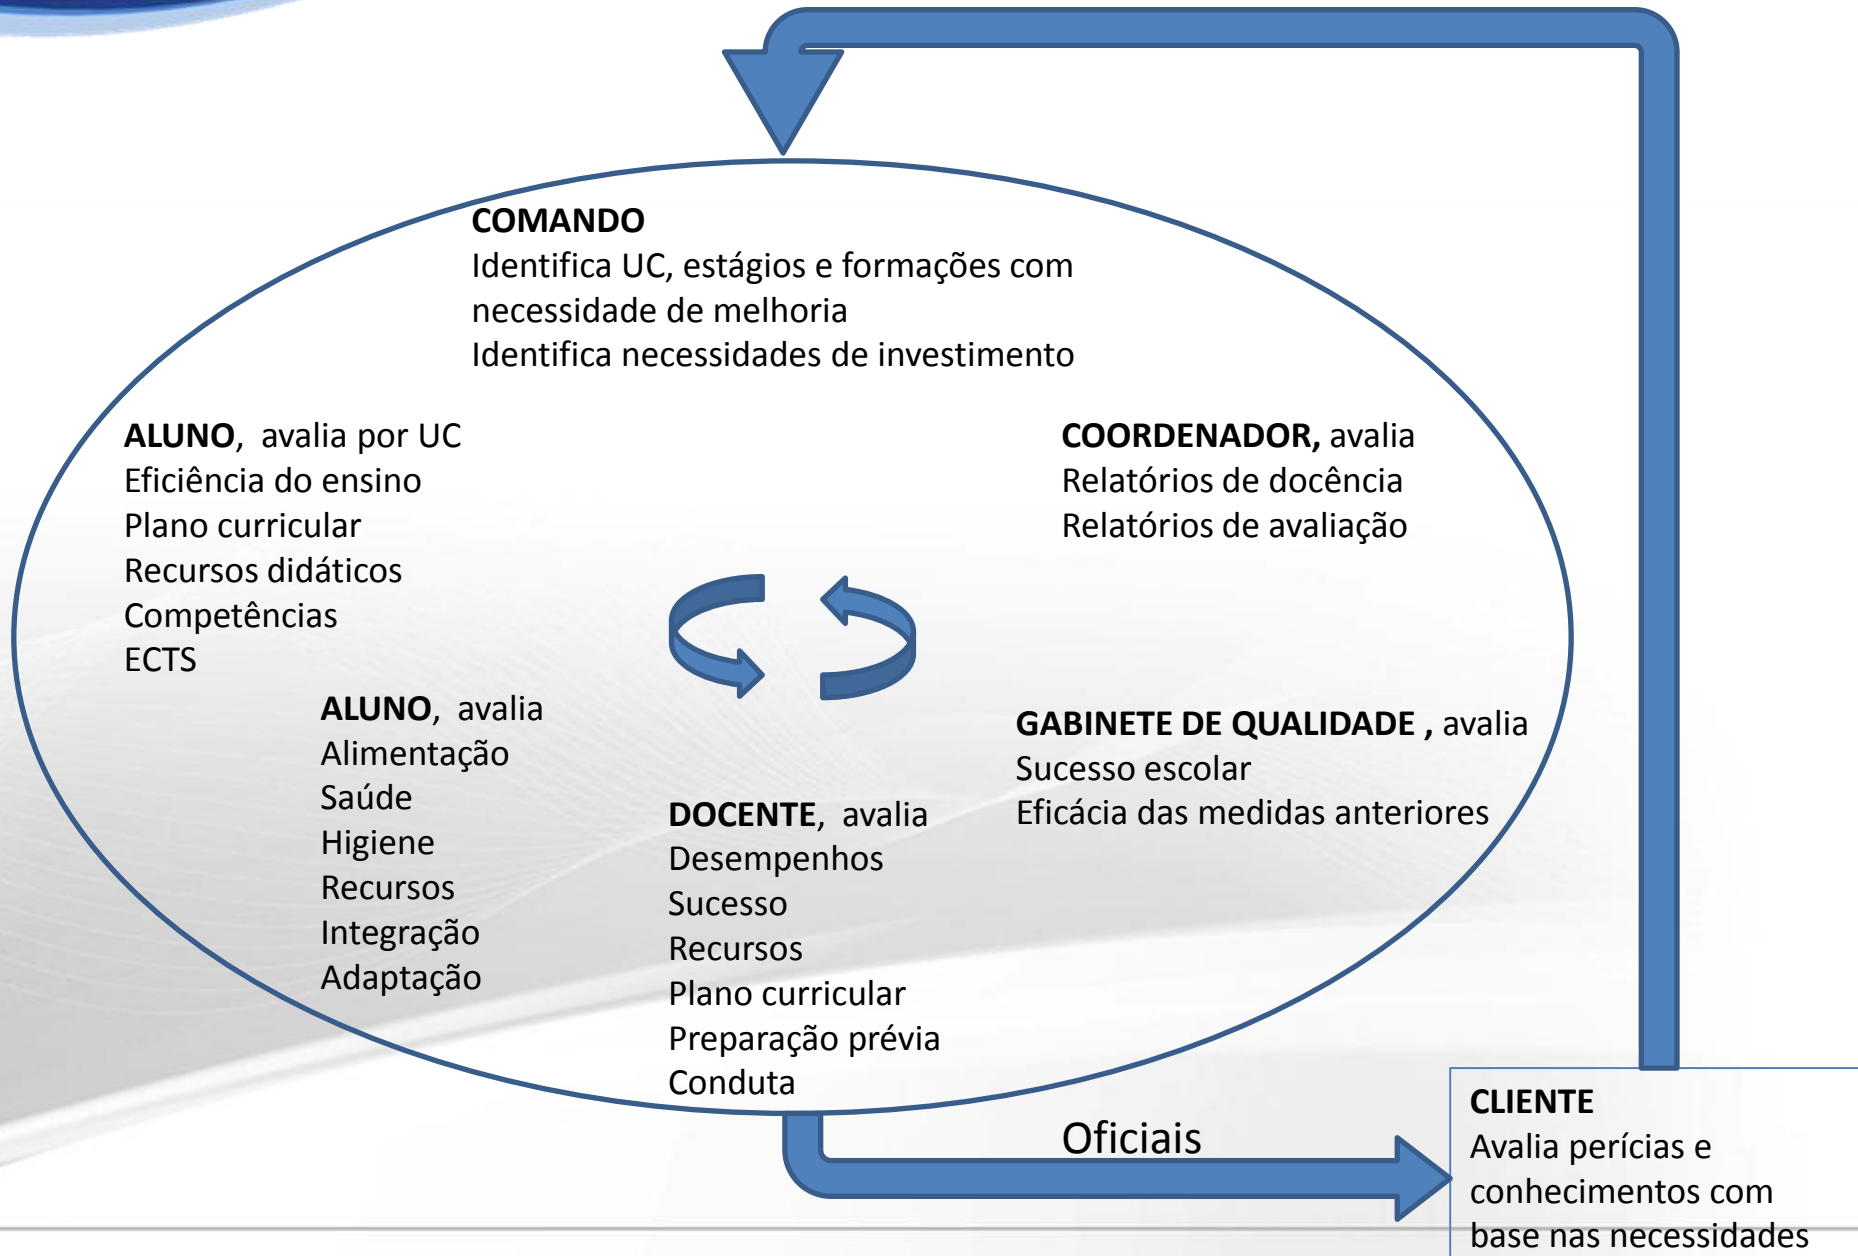 COMANDO
Identifica UC, estágios e formações com
necessidade de melhoria
Identifica necessidades de investimento
ALUNO, avalia por UC
Eficiência do ensino
Plano curricular
Recursos didáticos
Competências
ECTS
COORDENADOR, avalia
Relatórios de docência
Relatórios de avaliação
ALUNO, avalia
Alimentação
Saúde
Higiene
Recursos
Integração
Adaptação
DOCENTE, avalia
Desempenhos
Sucesso
Recursos
Plano curricular
Preparação prévia
Conduta
GABINETE DE QUALIDADE , avalia
Sucesso escolar
Eficácia das medidas anteriores
Oficiais
CLIENTE
Avalia perícias e
conhecimentos com
base nas necessidades